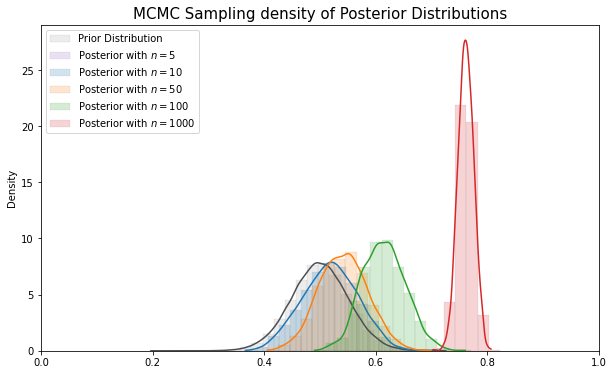 MCMC Sampling density of Posterior Distributions
Prior Distribution
Posterior with n = 5
Posterior with n = 10
Posterior with n = 50
Posterior with n = 100
Posterior with n = 1000
Density
25
20
15
10
5
0
0.0 0.2 0.4 0.6 0.8 1.0